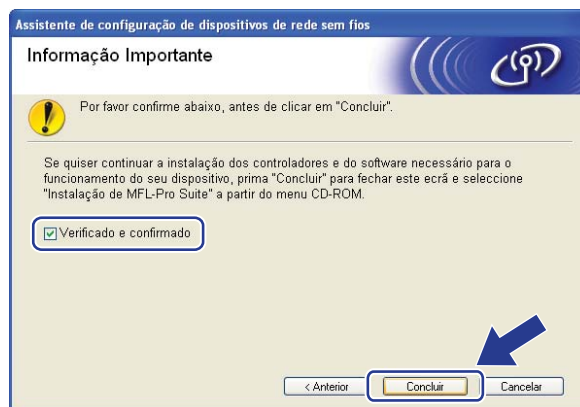 Assistente de configuração de dispositivos de rede sem fios
Informação Importante
Por favor confirme abaixo, antes de clicar em "Concluir".
Se quiser continuar a instalação dos controladores e do software necessário para o
funcionamento do seu dispositivo, prima "Concluir" para fechar este ecrã e seleccione
"Instalação de MFL-Pro Suite" a partir do menu CD-ROM.
Verificado e confirmado
< Anterior Concluir Cancelar